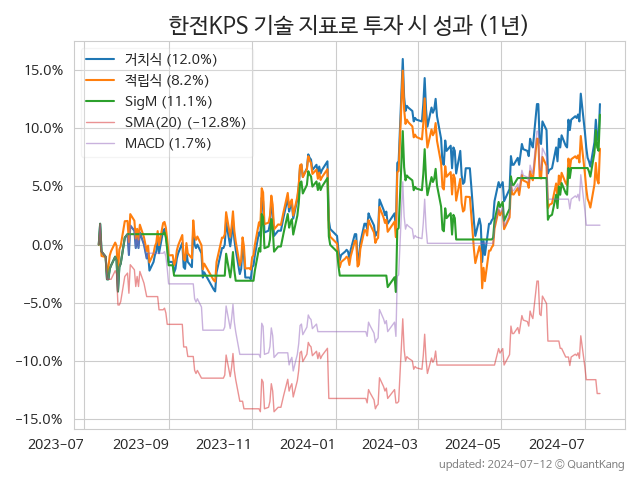 한전KPS 기술 지표로 투자 시 성과 (1년)
거치식 (12.0%)
적립식 (8.2%)
SigM (11.1%)
SMA(20) (−12.8%)
MACD (1.7%)
15.0%
10.0%
5.0%
0.0%
−5.0%
−10.0%
−15.0%
2023-07 2023-09 2023-11 2024-01 2024-03 2024-05 2024-07
updated: 2024-07-12 © QuantKang